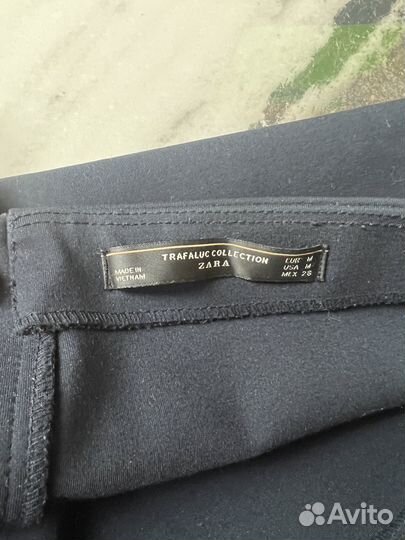 TRAFALUC COLLECTION
ZARA
MADE IN
VIETNAM
EUR M
USA M
MEX 28
Avito